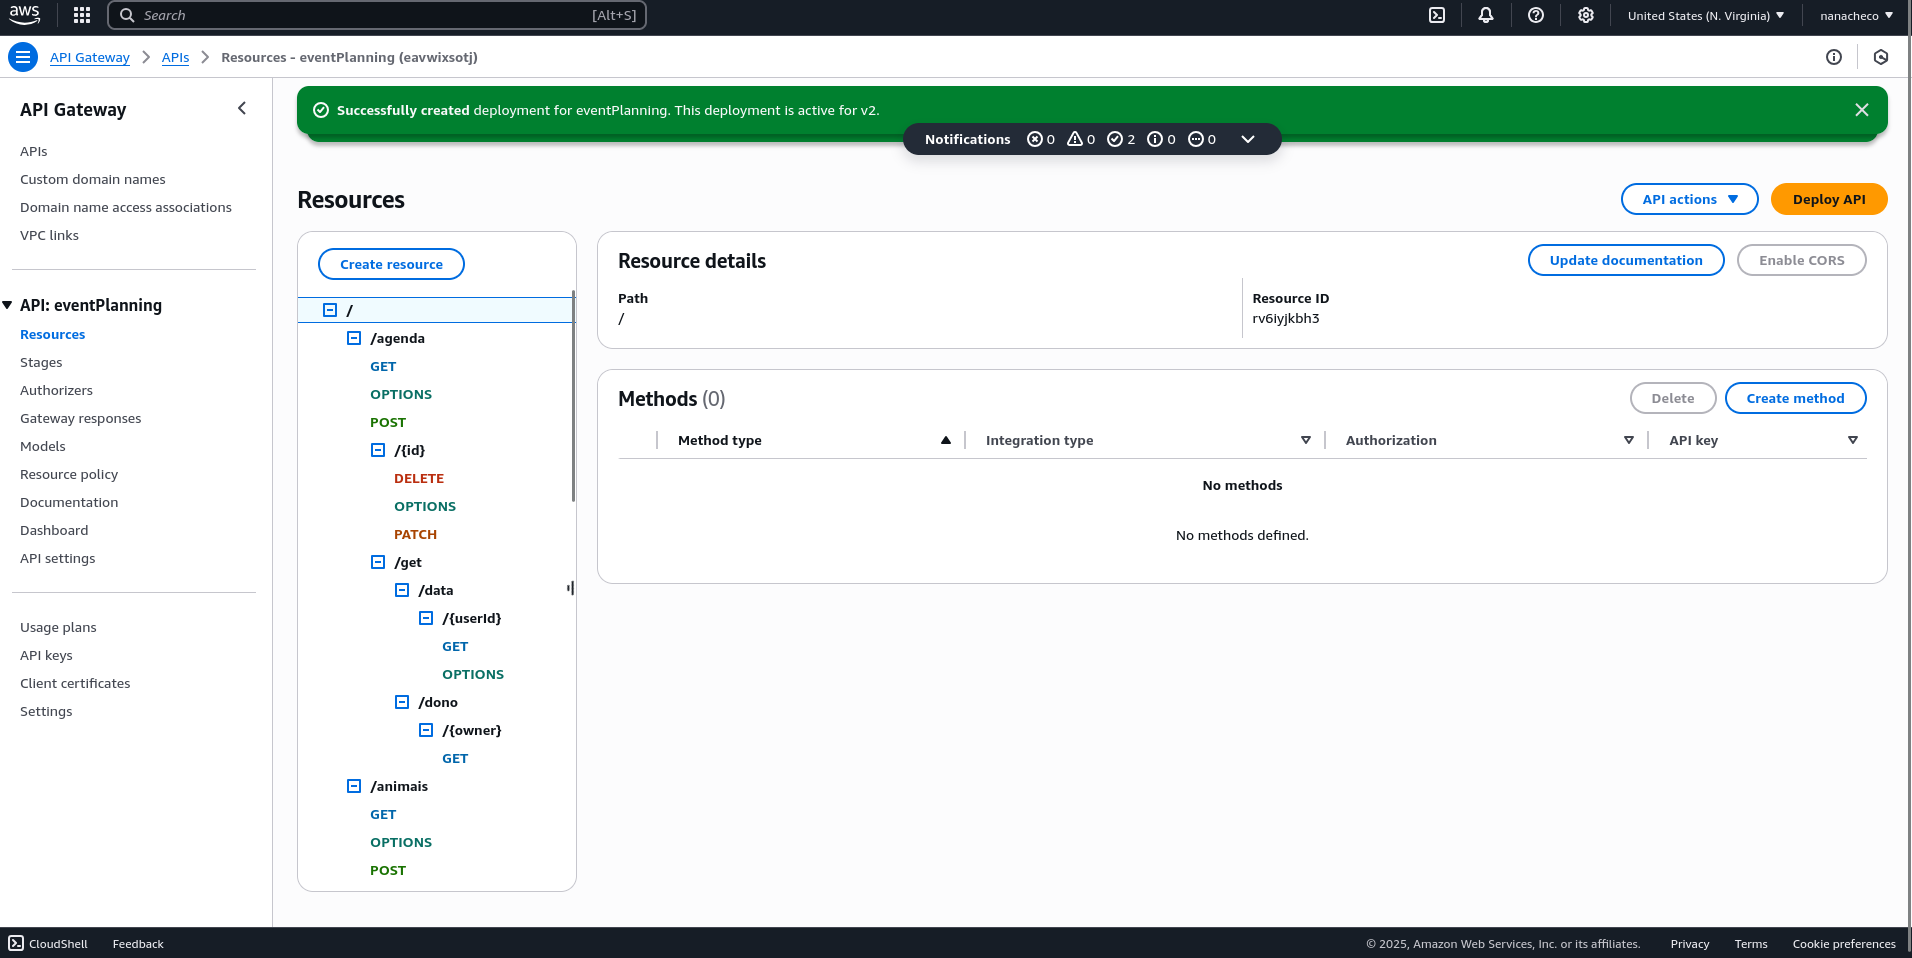 aws
Search [Alt+S]
United States (N. Virginia)
nanacheco
API Gateway
APIs
Resources - eventPlanning (eavwixsotj)
API Gateway
APIs
Custom domain names
Domain name access associations
VPC links
API: eventPlanning
Resources
Stages
Authorizers
Gateway responses
Models
Resource policy
Documentation
Dashboard
API settings
Usage plans
API keys
Client certificates
Settings
Successfully created deployment for eventPlanning. This deployment is active for v2.
Notifications 0 0 2 0 0
Resources
API actions
Deploy API
Create resource
/
/agenda
GET
OPTIONS
POST
/{id}
DELETE
OPTIONS
PATCH
/get
/data
/{userId}
GET
OPTIONS
/dono
/{owner}
GET
/animais
GET
OPTIONS
POST
Resource details
Update documentation
Enable CORS
Path
/
Resource ID
rv6iyjkbh3
Methods (0)
Delete
Create method
Method type
Integration type
Authorization
API key
No methods
No methods defined.
CloudShell
Feedback
© 2025, Amazon Web Services, Inc. or its affiliates.
Privacy
Terms
Cookie preferences